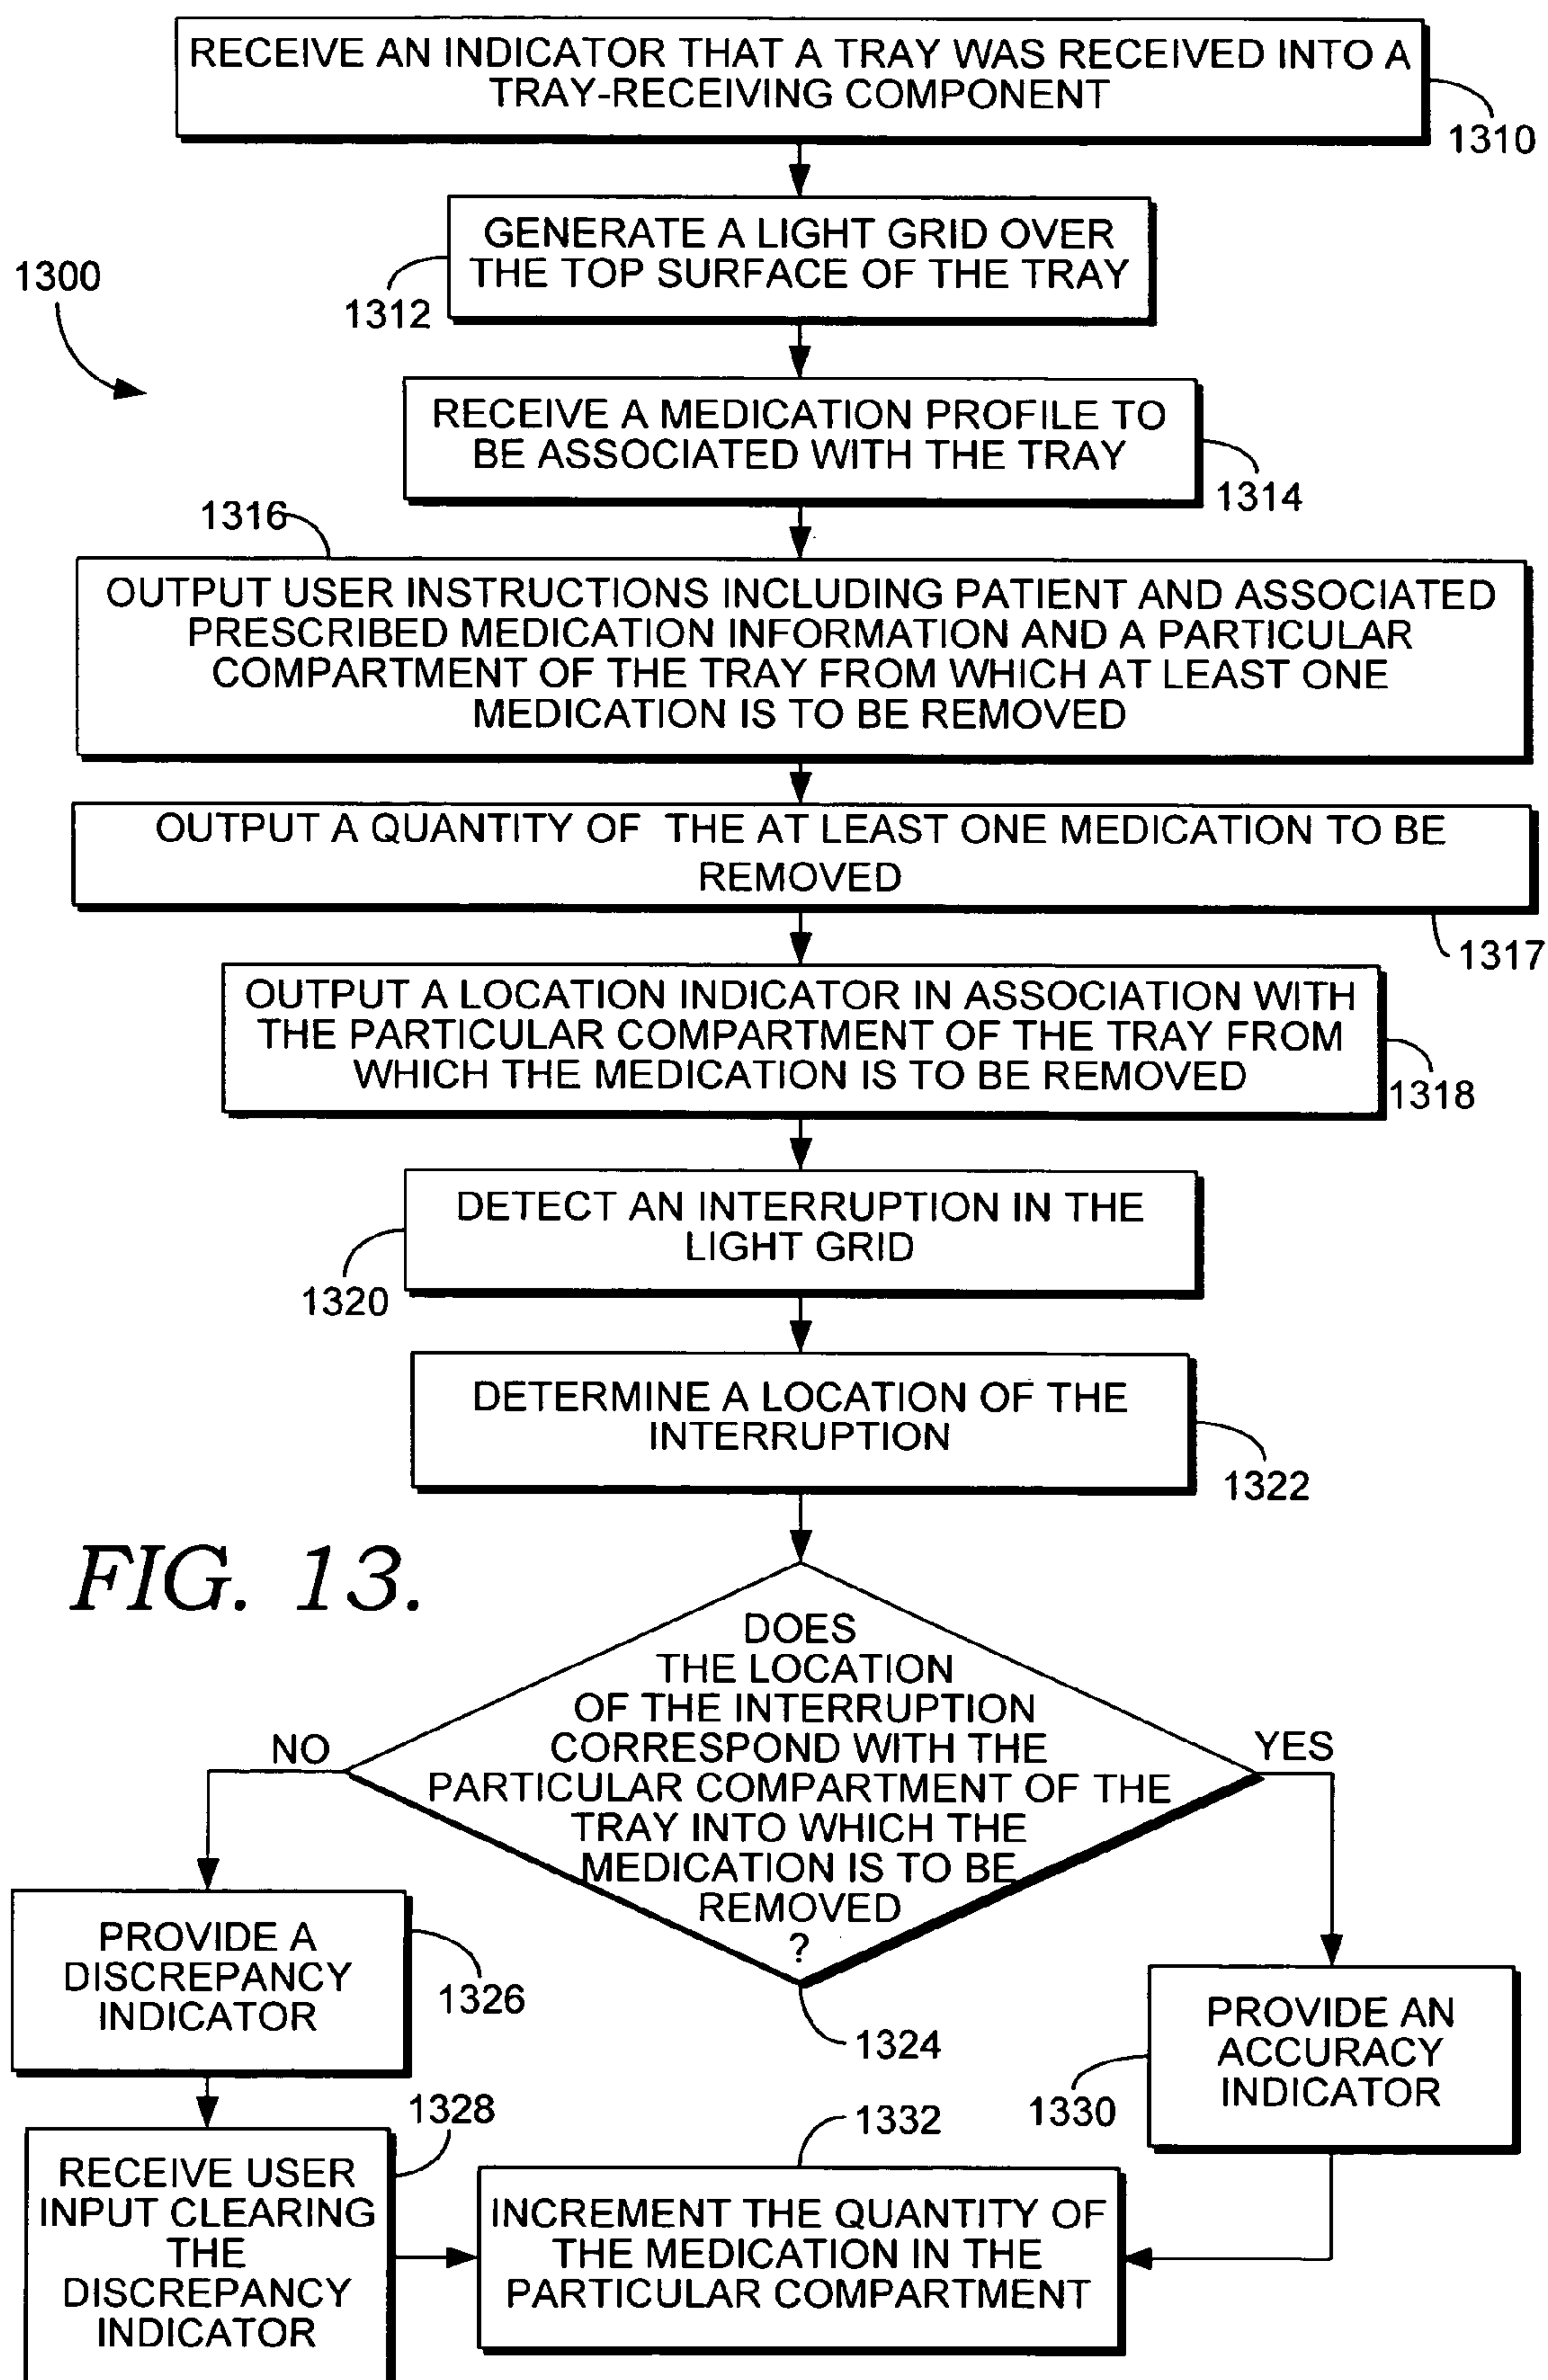 RECEIVE AN INDICATOR THAT A TRAY WAS RECEIVED INTO A
TRAY-RECEIVING COMPONENT
1310
GENERATE A LIGHT GRID OVER
THE TOP SURFACE OF THE TRAY
1300
1312
RECEIVE A MEDICATION PROFILE TO
BE ASSOCIATED WITH THE TRAY
1314
1316
OUTPUT USER INSTRUCTIONS INCLUDING PATIENT AND ASSOCIATED
PRESCRIBED MEDICATION INFORMATION AND A PARTICULAR
COMPARTMENT OF THE TRAY FROM WHICH AT LEAST ONE
MEDICATION IS TO BE REMOVED
OUTPUT A QUANTITY OF THE AT LEAST ONE MEDICATION TO BE
REMOVED
1317
OUTPUT A LOCATION INDICATOR IN ASSOCIATION WITH
THE PARTICULAR COMPARTMENT OF THE TRAY FROM
WHICH THE MEDICATION IS TO BE REMOVED
1318
DETECT AN INTERRUPTION IN THE
LIGHT GRID
1320
DETERMINE A LOCATION OF THE
INTERRUPTION
1322
FIG. 13.
DOES
THE LOCATION
OF THE INTERRUPTION
CORRESPOND WITH THE
PARTICULAR COMPARTMENT OF THE
TRAY INTO WHICH THE
MEDICATION IS TO BE
REMOVED
?
NO
YES
1324
PROVIDE A
DISCREPANCY
INDICATOR
1326
PROVIDE AN
ACCURACY
INDICATOR
1330
1328
RECEIVE USER
INPUT CLEARING
THE
DISCREPANCY
INDICATOR
1332
INCREMENT THE QUANTITY OF
THE MEDICATION IN THE
PARTICULAR COMPARTMENT